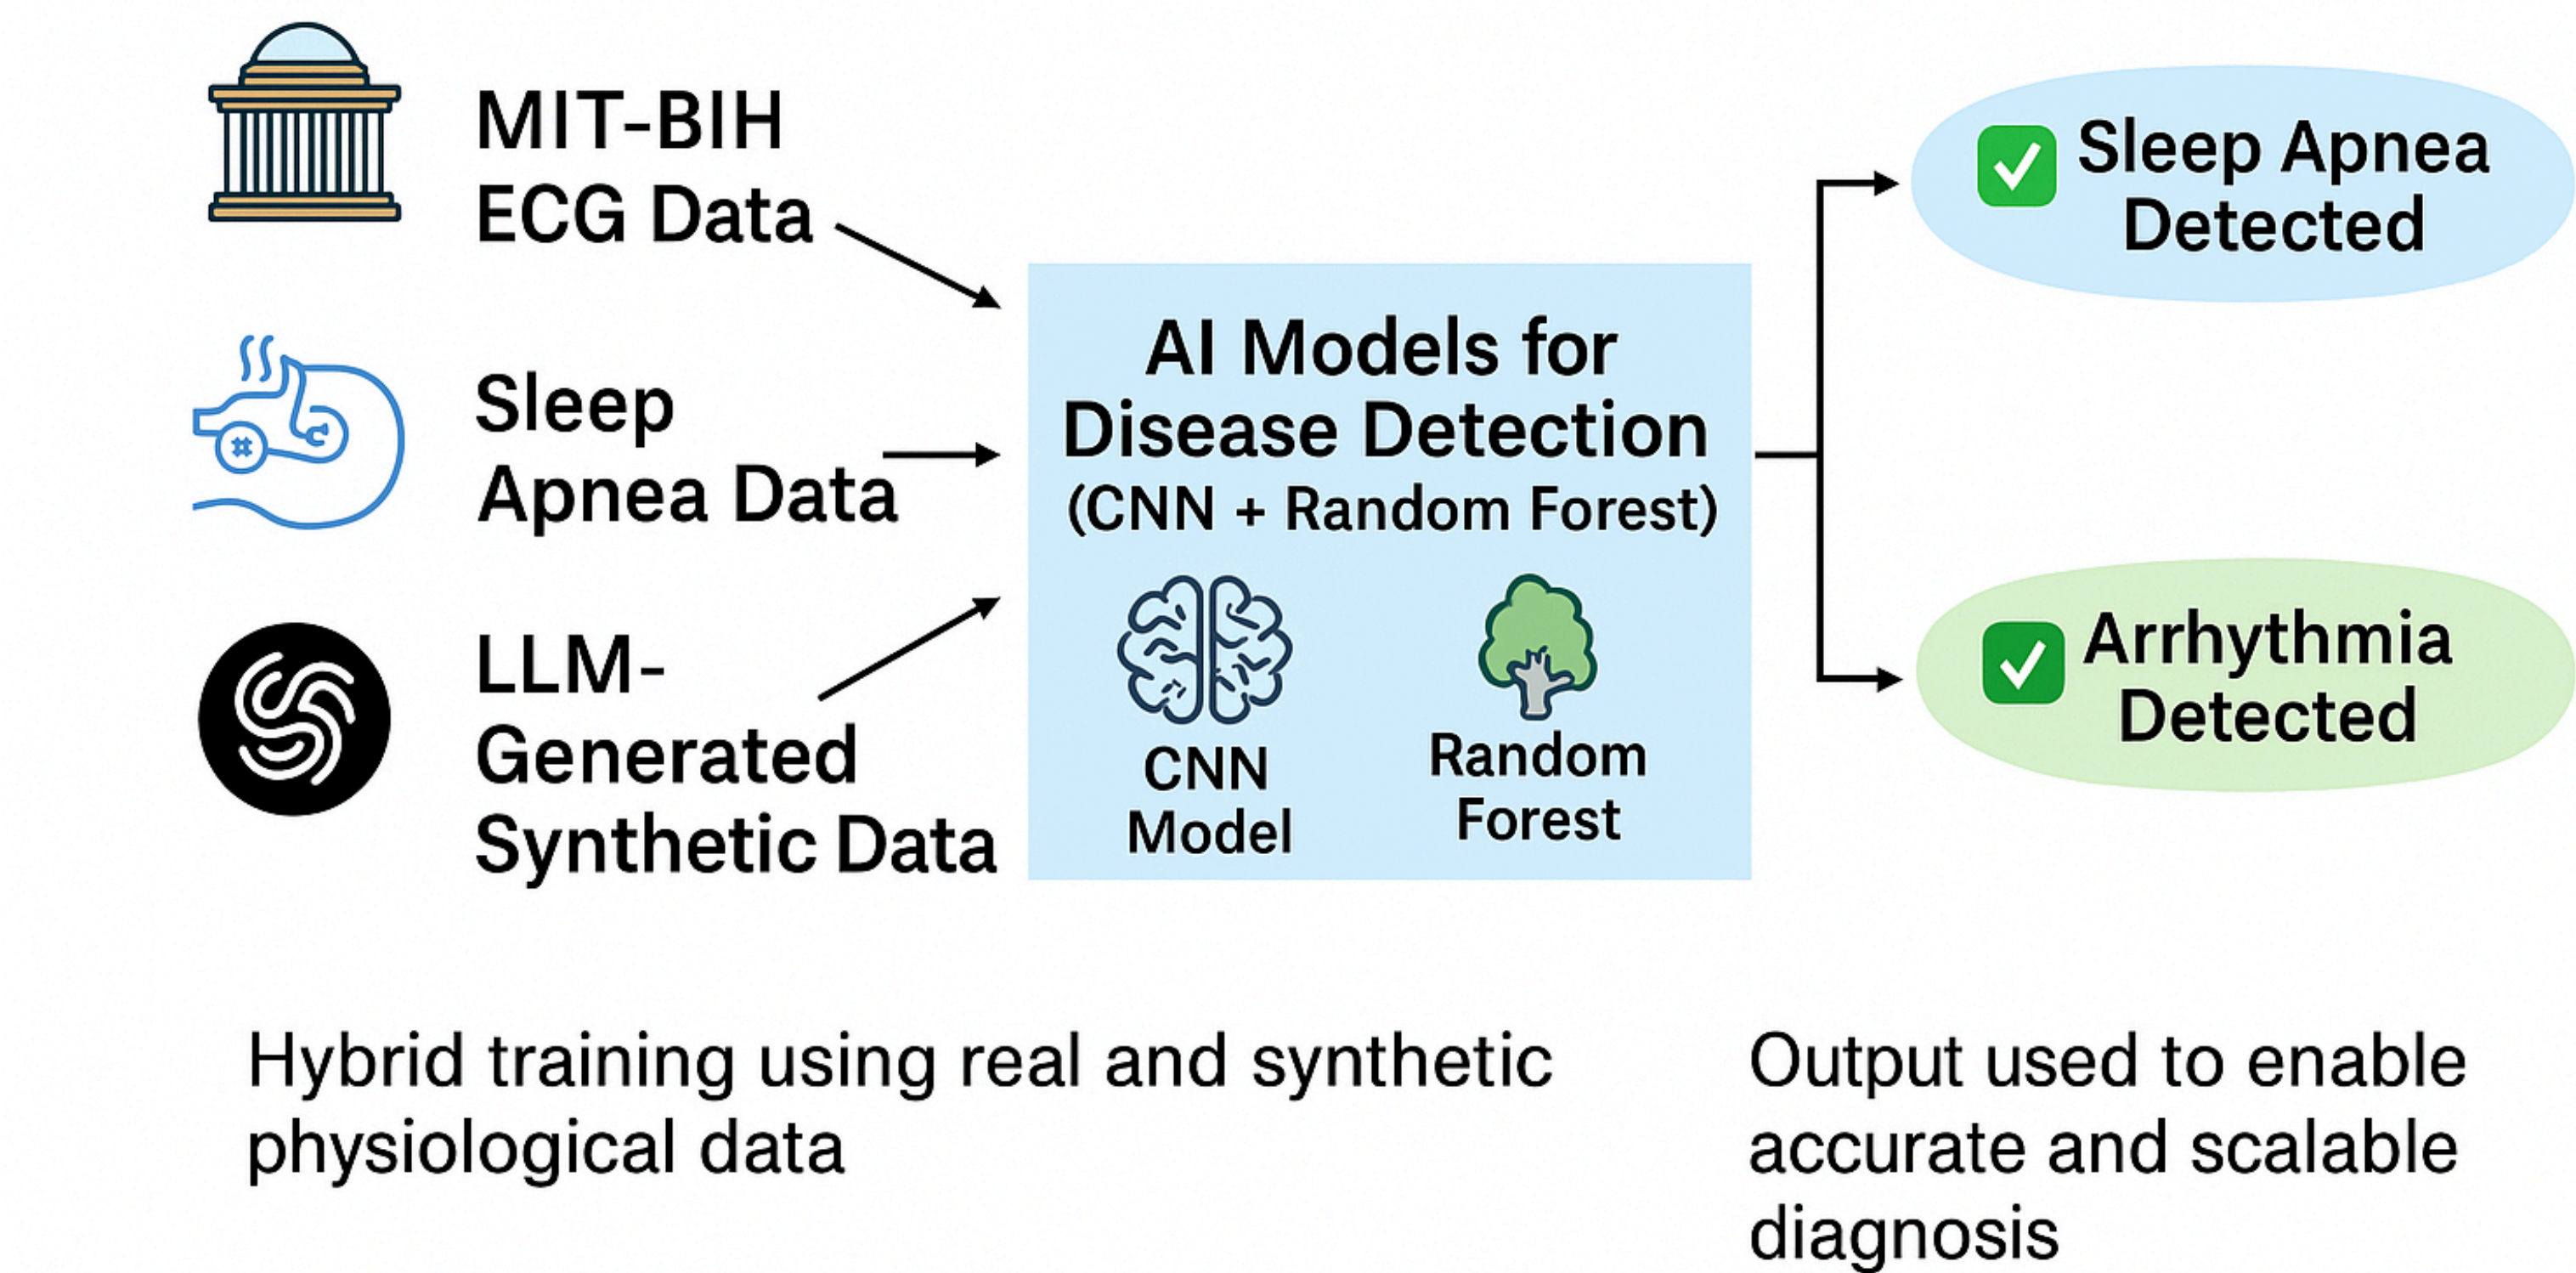 MIT-BIH
ECG Data
Sleep
Apnea Data
LLM-
Generated
Synthetic Data
AI Models for
Disease Detection
(CNN + Random Forest)
CNN
Model
Random
Forest
Sleep Apnea
Detected
Arrhythmia
Detected
Hybrid training using real and synthetic
physiological data
Output used to enable
accurate and scalable
diagnosis